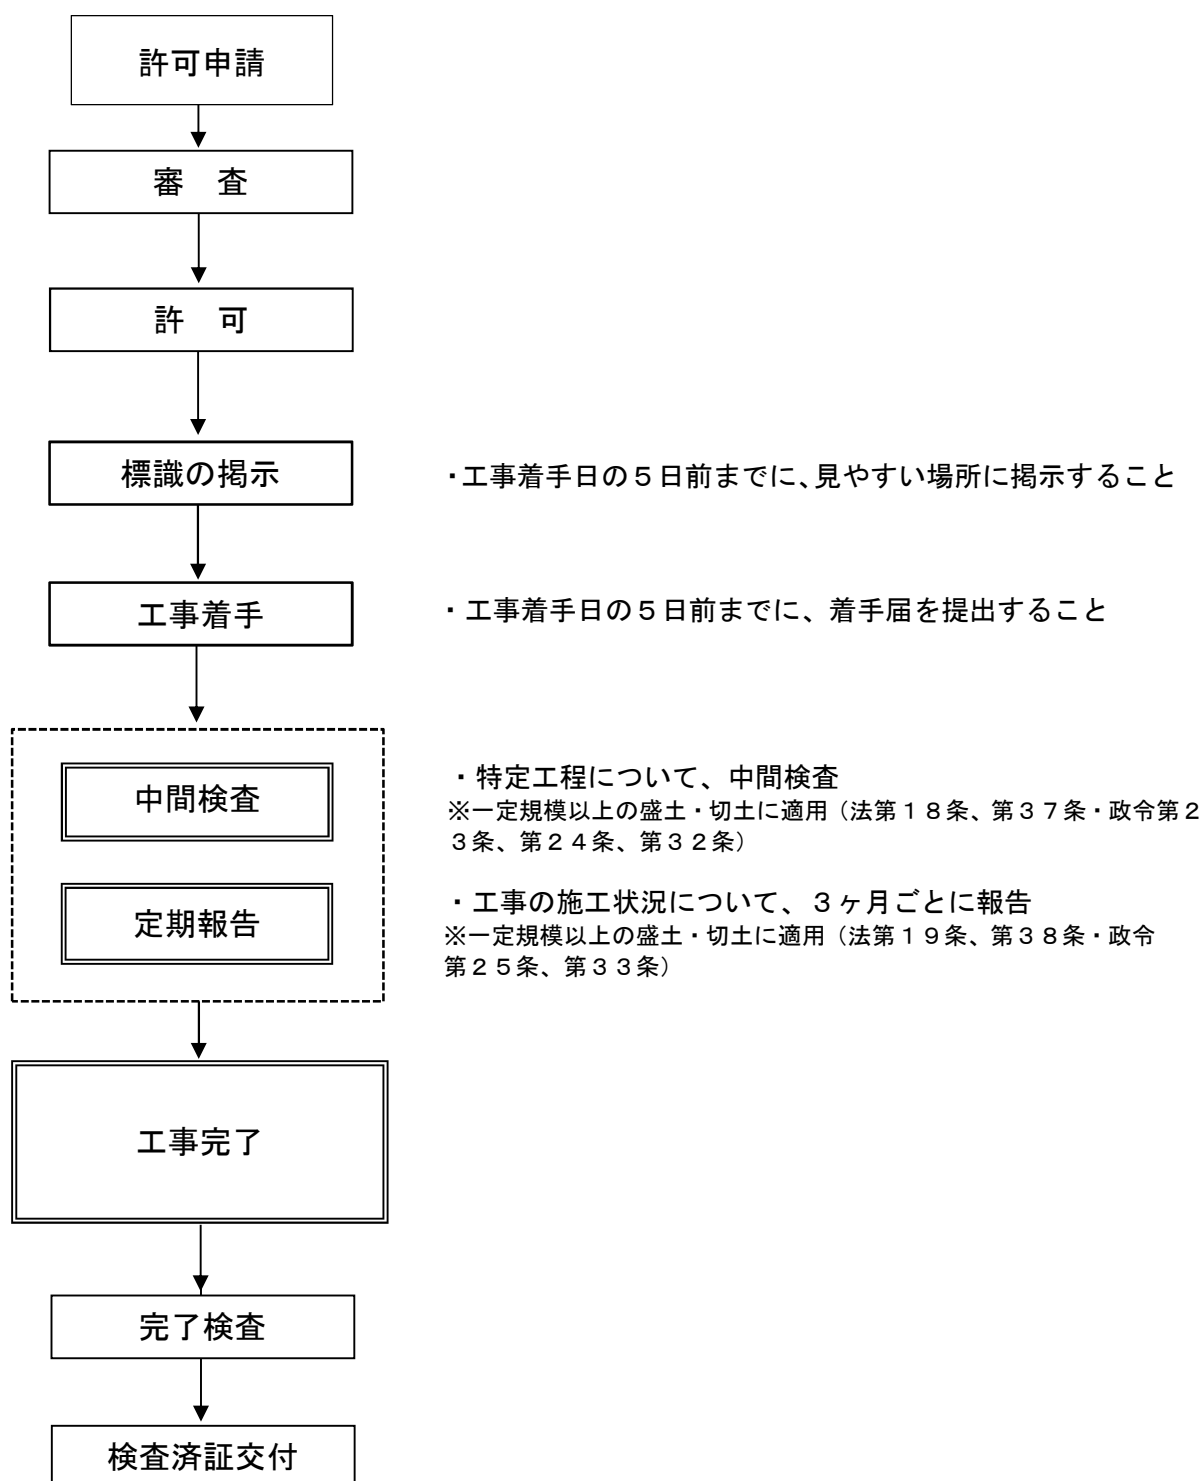 許可申請
審　査
許　可
標識の掲示
・工事着手日の５日前までに、見やすい場所に掲示すること
工事着手
・工事着手日の５日前までに、着手届を提出すること
中間検査
・特定工程について、中間検査
※一定規模以上の盛土・切土に適用（法第１８条、第３７条・政令第２
３条、第２４条、第３２条）
定期報告
・工事の施工状況について、３ヶ月ごとに報告
※一定規模以上の盛土・切土に適用（法第１９条、第３８条・政令
第２５条、第３３条）
工事完了
完了検査
検査済証交付